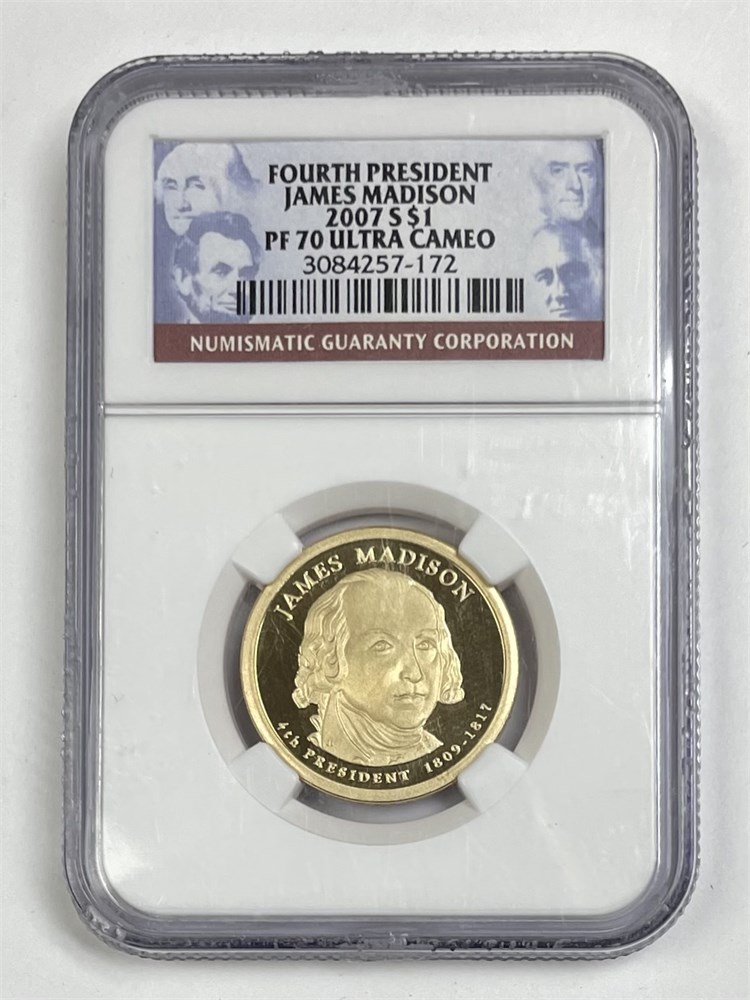 FOURTH PRESIDENT
JAMES MADISON
2007 S $1
PF 70 ULTRA CAMEO
3084257-172
NUMISMATIC GUARANTY CORPORATION
JAMES MADISON
4th PRESIDENT 1809-1817